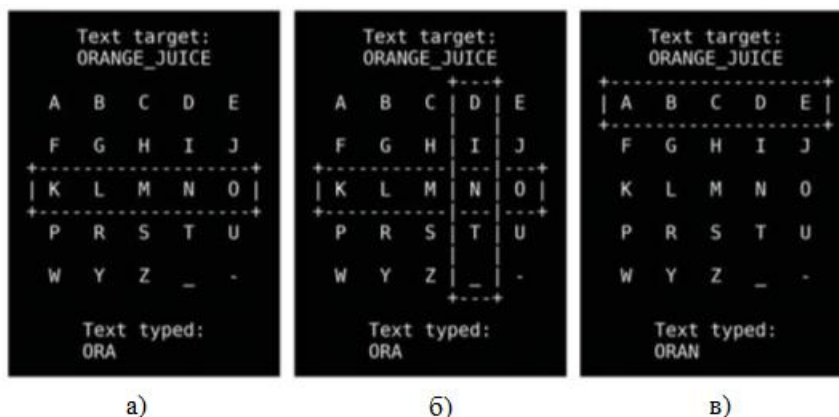 Text target:
ORANGE_JUICE
A B C D E
F G H I J
K L M N O
P R S T U
W Y Z _ -
Text typed:
ORA
а)
Text target:
ORANGE_JUICE
A B C D E
F G H I J
K L M N O
P R S T U
W Y Z _ -
Text typed:
ORA
б)
Text target:
ORANGE_JUICE
A B C D E
F G H I J
K L M N O
P R S T U
W Y Z _ -
Text typed:
ORAN
в)